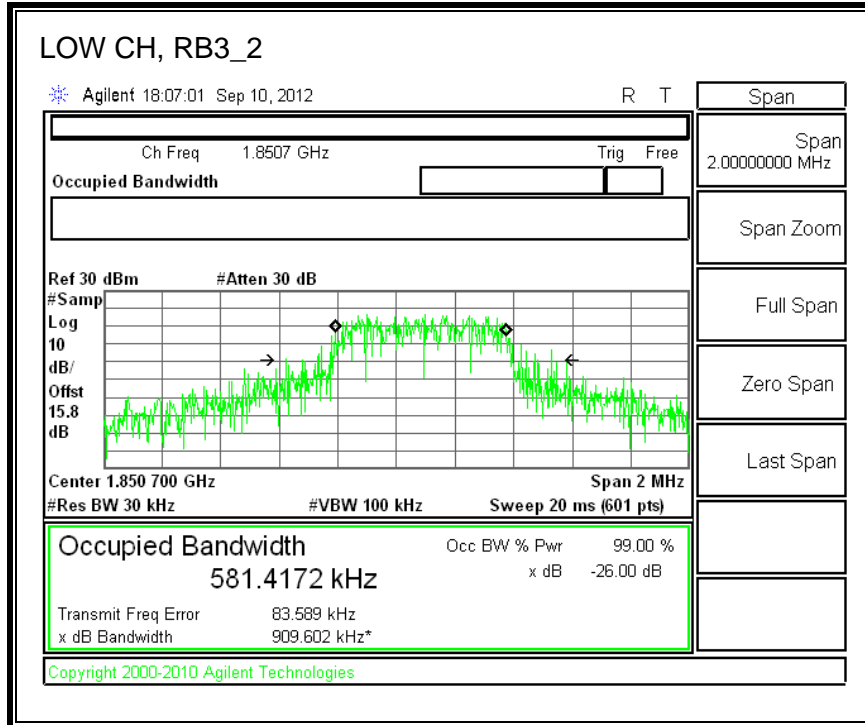 LOW CH, RB3_2
Agilent 18:07:01 Sep 10, 2012
R T
Span
Ch Freq 1.8507 GHz
Trig Free
Occupied Bandwidth
Span
2.00000000 MHz
Span Zoom
Full Span
Zero Span
Last Span
Ref 30 dBm #Atten 30 dB
#Samp
Log
10
dB/
Offst
15.8
dB
Center 1.850 700 GHz Span 2 MHz
#Res BW 30 kHz #VBW 100 kHz Sweep 20 ms (601 pts)
Occupied Bandwidth
581.4172 kHz
Occ BW % Pwr 99.00 %
x dB -26.00 dB
Transmit Freq Error 83.589 kHz
x dB Bandwidth 909.602 kHz*
Copyright 2000-2010 Agilent Technologies